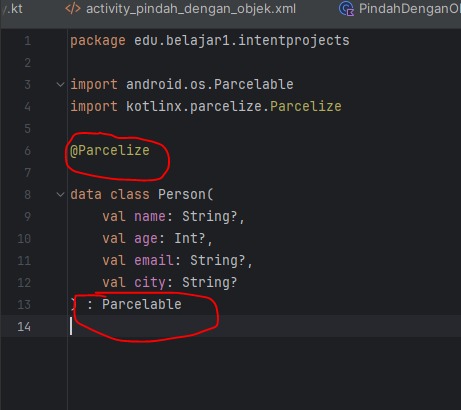 .kt </> activity_pindah_dengan_objek.xml PindahDenganO
1 package edu.belajar1.intentprojects
2
3 import android.os.Parcelable
4 import kotlinx.parcelize.Parcelize
5
6 @Parcelize
7
8 data class Person(
9 val name: String?,
10 val age: Int?,
11 val email: String?,
12 val city: String?
13 ) : Parcelable
14